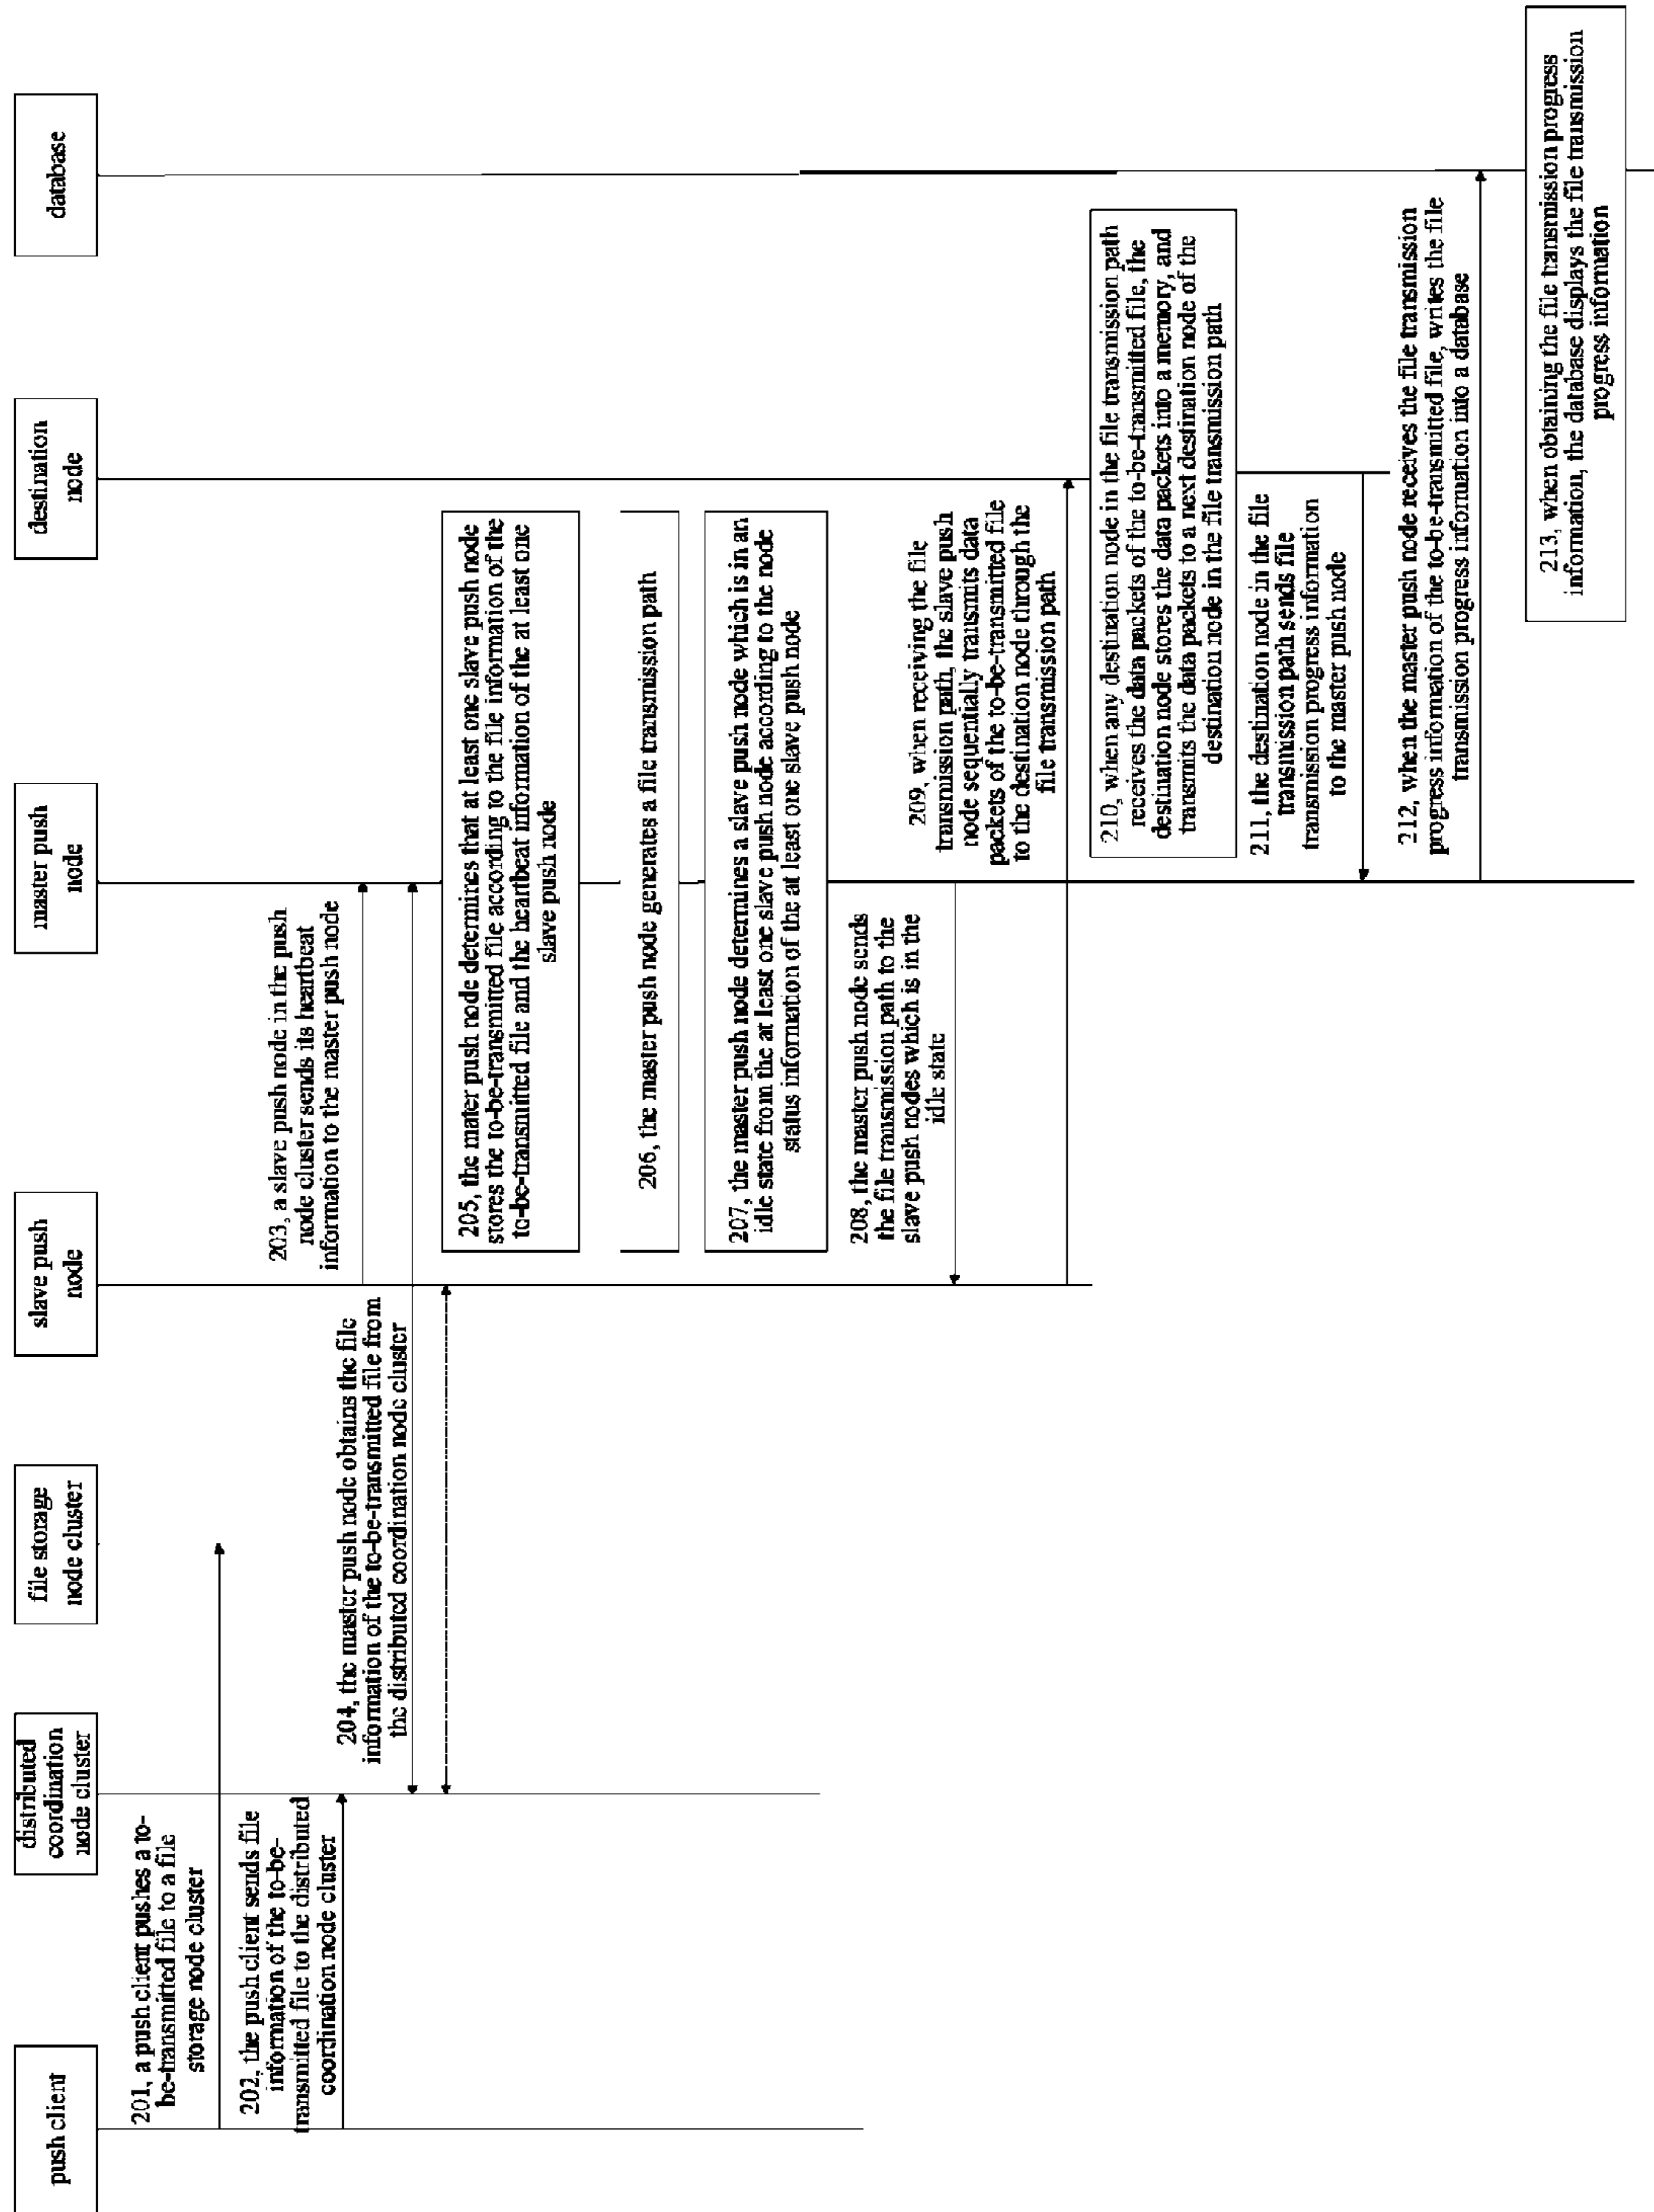 push client
distributed
coordination
node cluster
file storage
node cluster
slave push
node
master push
node
destination
node
database
201, a push client pushes a to-
be-transmitted file to a file
storage node cluster
202, the push client sends file
information of the to-be-
transmitted file to the distributed
coordination node cluster
203, a slave push node in the push
node cluster sends its heartbeat
information to the master push node
204, the master push node obtains the file
information of the to-be-transmitted file from
the distributed coordination node cluster
205, the mater push node determines that at least one slave push node
stores the to-be-transmitted file according to the file information of the
to-be-transmitted file and the heartbeat information of the at least one
slave push node
206, the master push node generates a file transmission path
207, the master push node determines a slave push node which is in an
idle state from the at least one slave push node according to the node
status information of the at least one slave push node
208, the master push node sends
the file transmission path to the
slave push nodes which is in the
idle state
209, when receiving the file
transmission path, the slave push
node sequentially transmits data
packets of the to-be-transmitted file
to the destination node through the
file transmission path
210, when any destination node in the file transmission path
receives the data packets of the to-be-transmitted file, the
destination node stores the data packets into a memory, and
transmits the data packets to a next destination node of the
destination node in the file transmission path
211, the destination node in the file
transmission path sends file
transmission progress information
to the master push node
212, when the master push node receives the file transmission
progress information of the to-be-transmitted file, writes the file
transmission progress information into a database
213, when obtaining the file transmission progress
information, the database displays the file transmission
progress information